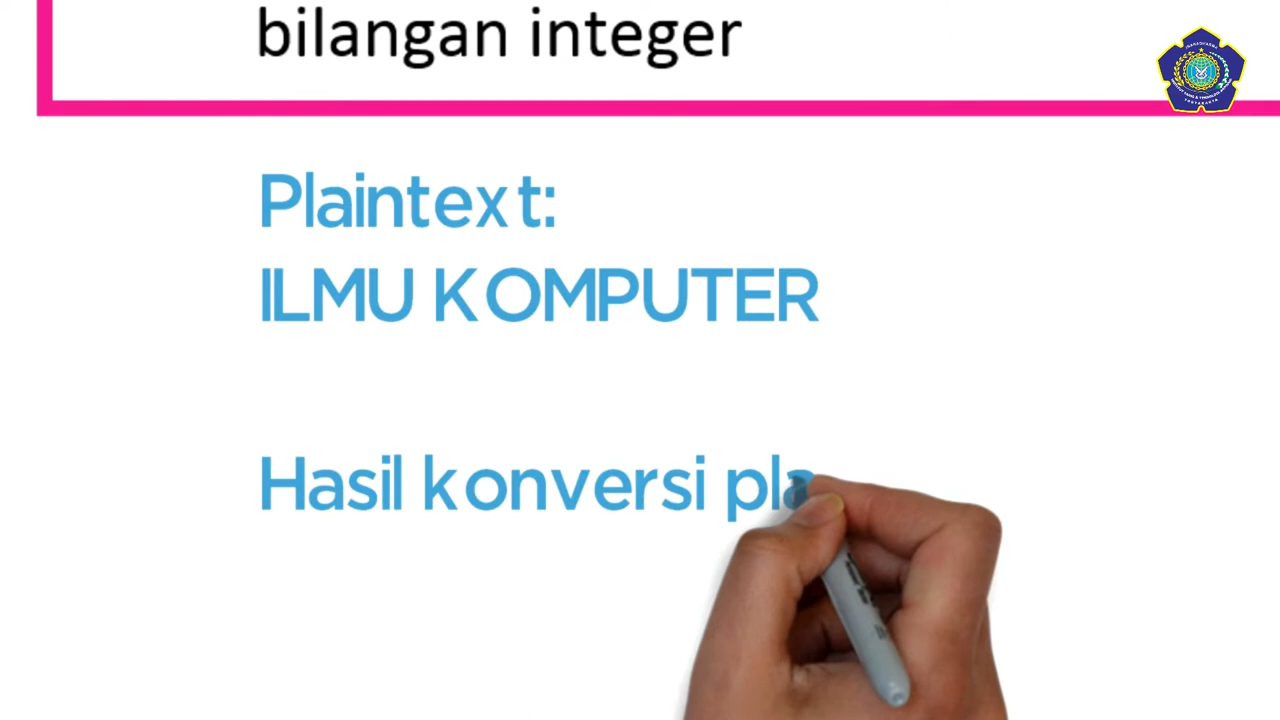 bilangan integer
Plaintext:
ILMU KOMPUTER
Hasil konversi pla